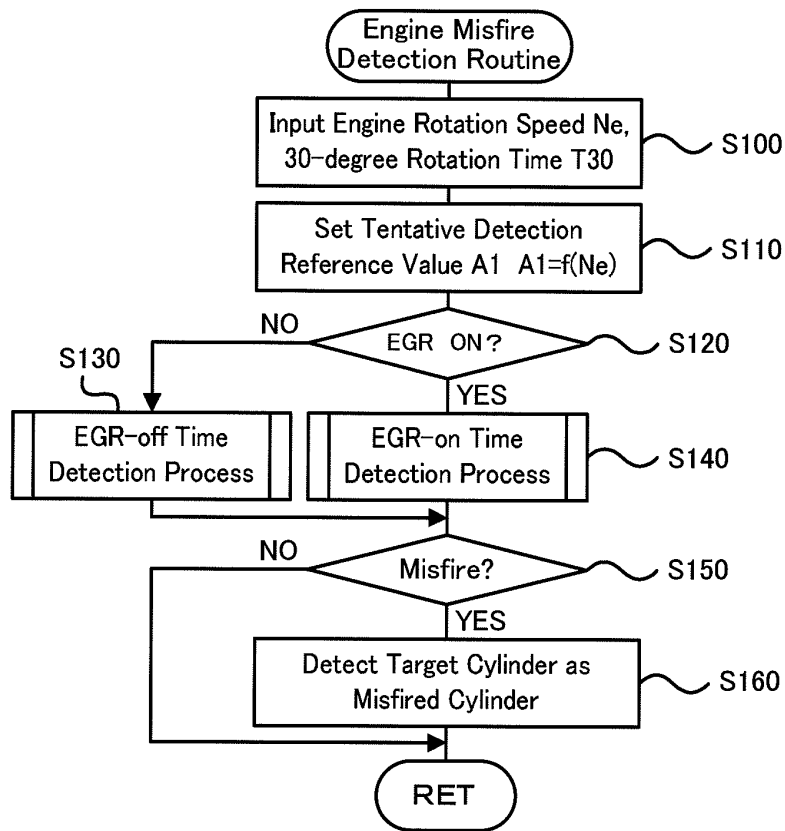 Engine Misfire
Detection Routine
Input Engine Rotation Speed Ne,
30-degree Rotation Time T30
S100
Set Tentative Detection
Reference Value A1 A1=f(Ne)
S110
NO
EGR ON?
S120
S130
YES
EGR-off Time
Detection Process
EGR-on Time
Detection Process
S140
NO
Misfire?
S150
YES
Detect Target Cylinder as
Misfired Cylinder
S160
RET